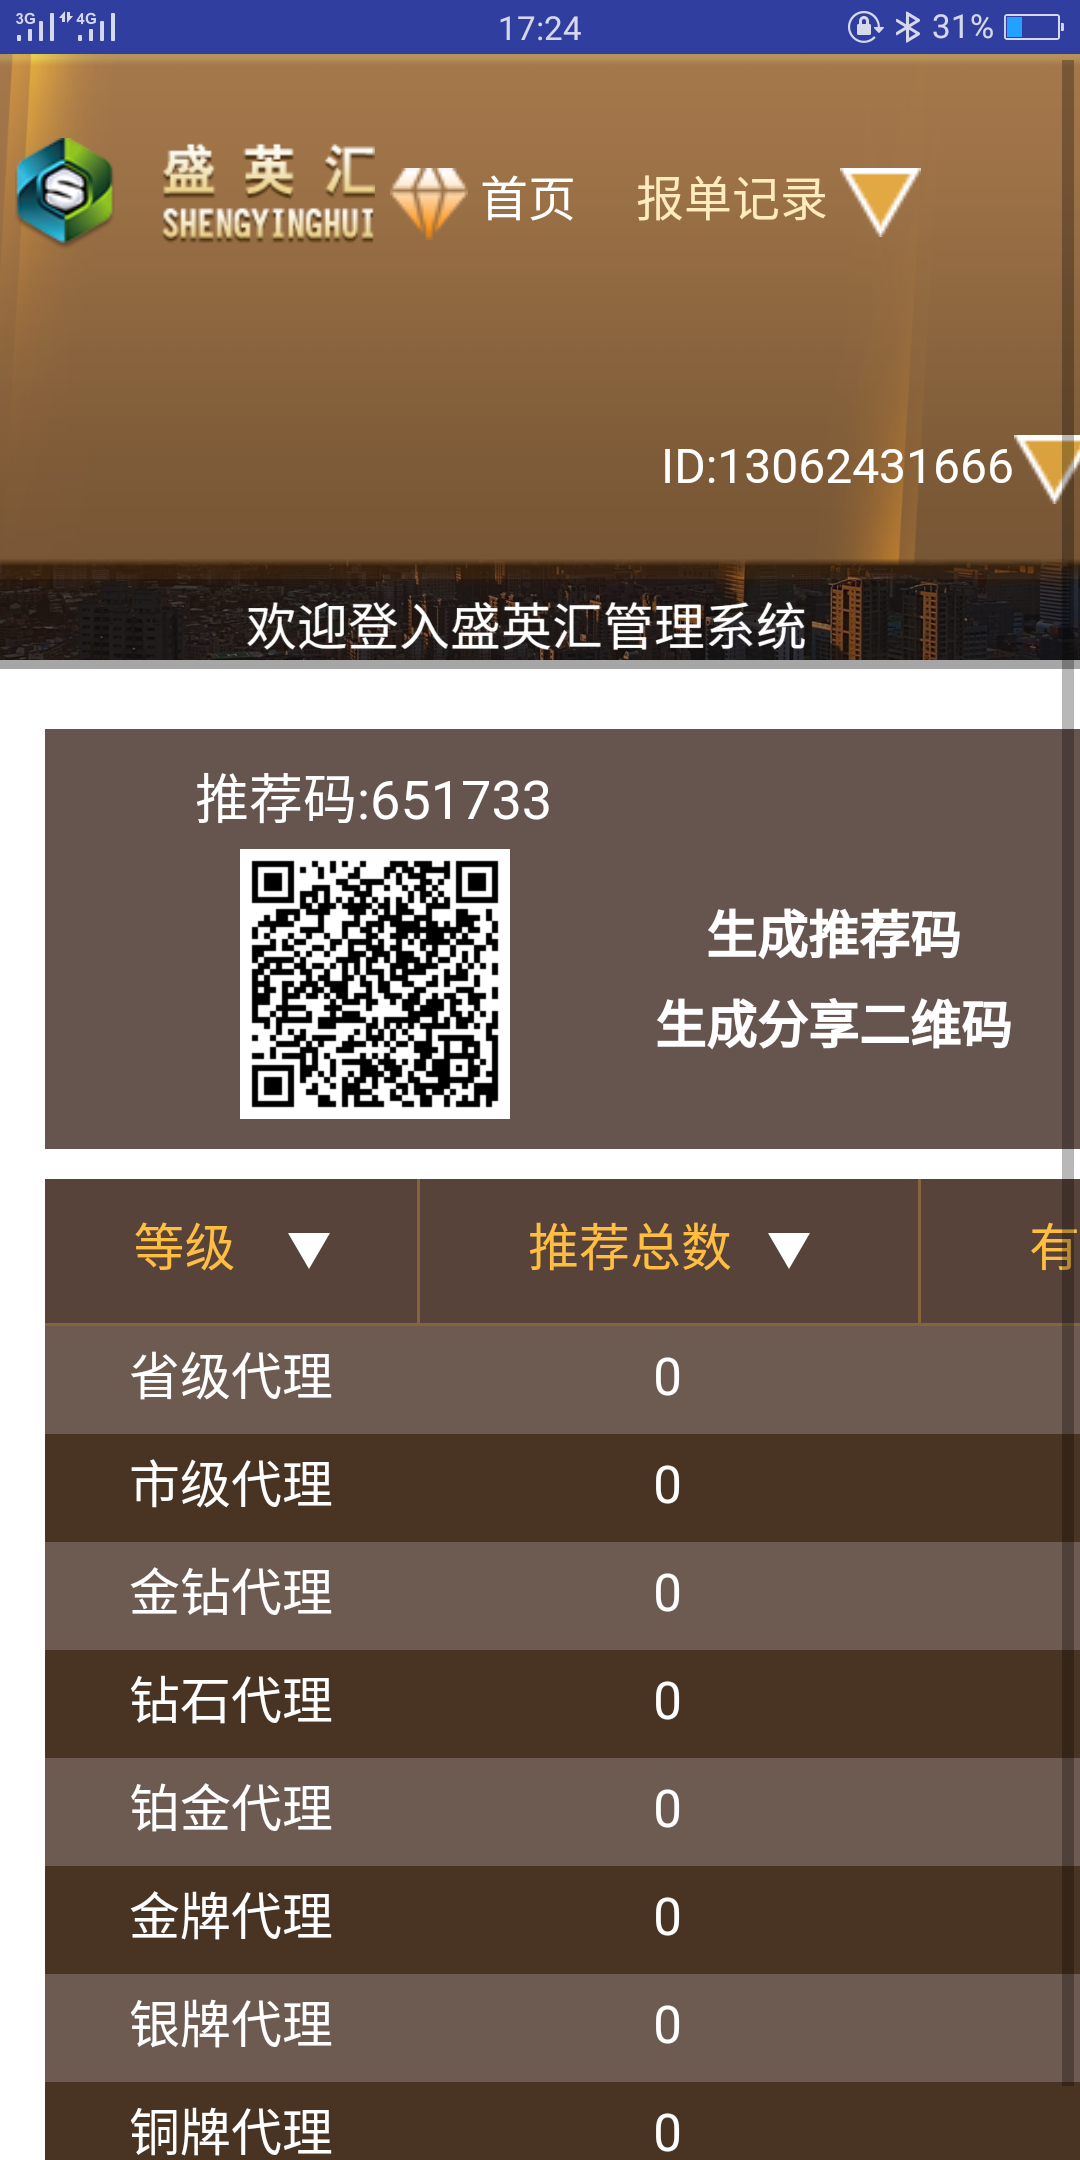 3G 4G 17:24 31%
盛英汇
SHENGYINGHUI
首页 报单记录
ID:13062431666
欢迎登入盛英汇管理系统
推荐码:651733
生成推荐码
生成分享二维码
等级 推荐总数 有
省级代理 0
市级代理 0
金钻代理 0
钻石代理 0
铂金代理 0
金牌代理 0
银牌代理 0
铜牌代理 0